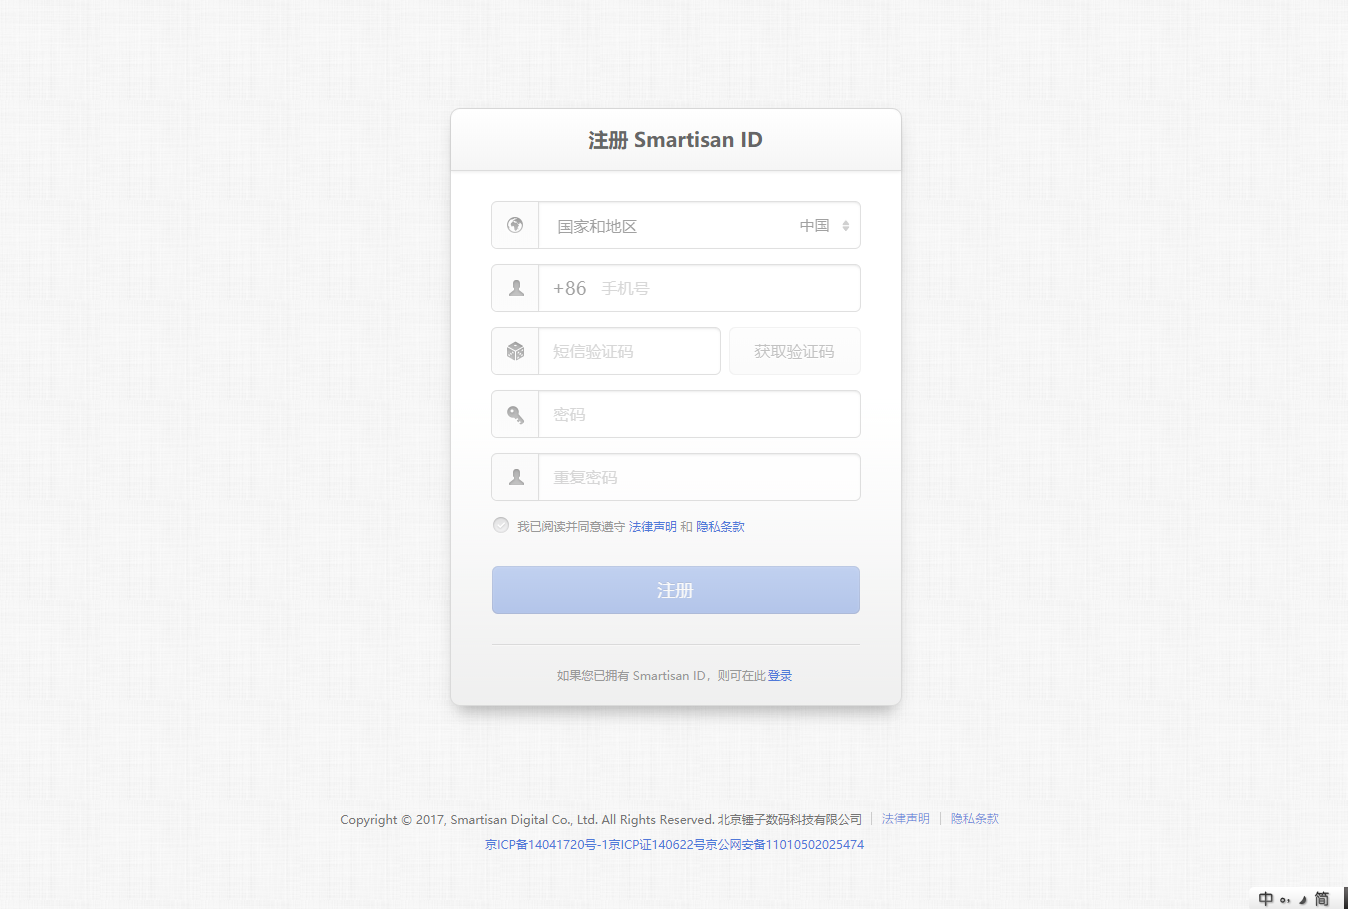 注册 Smartisan ID
国家和地区 中国
+86 手机号
短信验证码 获取验证码
密码
重复密码
我已阅读并同意遵守 法律声明 和 隐私条款
注册
如果您已拥有 Smartisan ID，则可在此登录
Copyright © 2017, Smartisan Digital Co., Ltd. All Rights Reserved. 北京锤子数码科技有限公司 | 法律声明 | 隐私条款
京ICP备14041720号-1京ICP证140622号京公网安备11010502025474
中 简